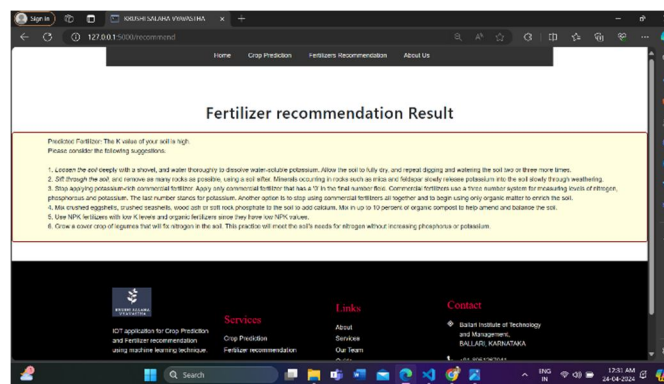 Sign in
KRUSHI SALAHA VYAVASTHA
127.0.0.1:5000/recommend
Home Crop Prediction Fertilizers Recommendation About Us
Fertilizer recommendation Result
Predicted Fertilizer: The K value of your soil is high.
Please consider the following suggestions:
1. Loosen the soil deeply with a shovel, and water thoroughly to dissolve water-soluble potassium. Allow the soil to fully dry, and repeat digging and watering the soil two or three more times.
2. Sift through the soil, and remove as many rocks as possible, using a soil sifter. Minerals occurring in rocks such as mica and feldspar slowly release potassium into the soil slowly through weathering.
3. Stop applying potassium-rich commercial fertilizer. Apply only commercial fertilizer that has a '0' in the final number field. Commercial fertilizers use a three number system for measuring levels of nitrogen,
phosphorous and potassium. The last number stands for potassium. Another option is to stop using commercial fertilizers all together and to begin using only organic matter to enrich the soil.
4. Mix crushed eggshells, crushed seashells, wood ash or soft rock phosphate to the soil to add calcium. Mix in up to 10 percent of organic compost to help amend and balance the soil.
5. Use NPK fertilizers with low K levels and organic fertilizers since they have low NPK values.
6. Grow a cover crop of legumes that will fix nitrogen in the soil. This practice will meet the soil's needs for nitrogen without increasing phosphorus or potassium.
KRUSHI SALAHA
VYAVASTHA
IOT application for Crop Prediction
and Fertilizer recommendation
using machine learning technique.
Services
Crop Prediction
Fertilizer recommendation
Links
About
Services
Our Team
Contact
Ballari Institute of Technology
and Management,
BALLARI, KARNATAKA
Search
ENG
IN
12:31 AM
24-04-2024